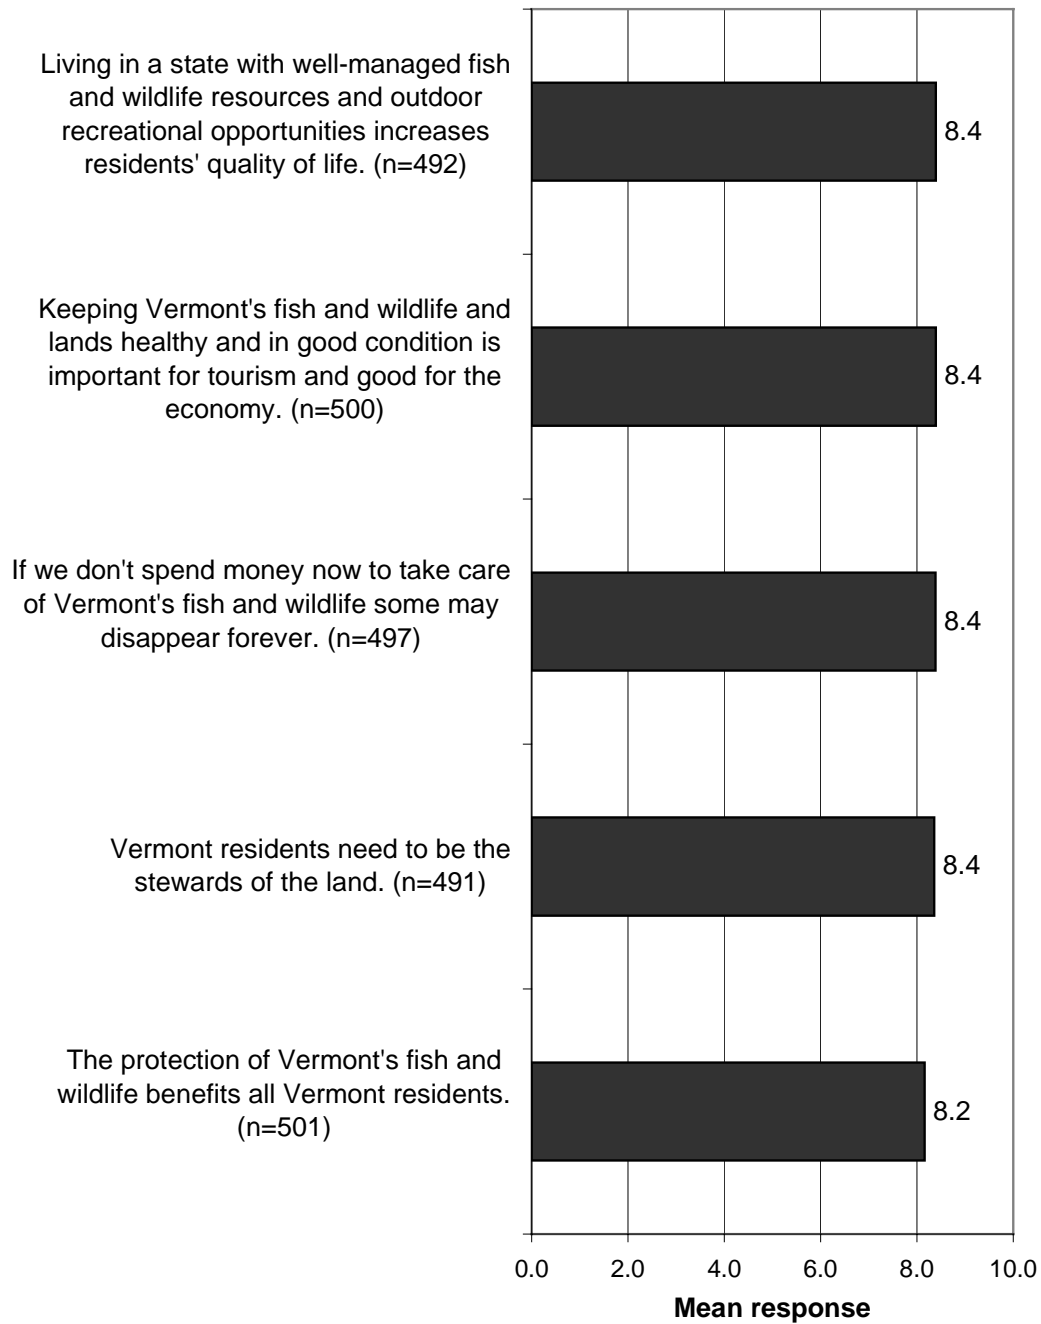 Living in a state with well-managed fish
and wildlife resources and outdoor
recreational opportunities increases
residents' quality of life. (n=492)
8.4
Keeping Vermont's fish and wildlife and
lands healthy and in good condition is
important for tourism and good for the
economy. (n=500)
8.4
If we don't spend money now to take care
of Vermont's fish and wildlife some may
disappear forever. (n=497)
8.4
Vermont residents need to be the
stewards of the land. (n=491)
8.4
The protection of Vermont's fish and
wildlife benefits all Vermont residents.
(n=501)
8.2
0.0 2.0 4.0 6.0 8.0 10.0
Mean response